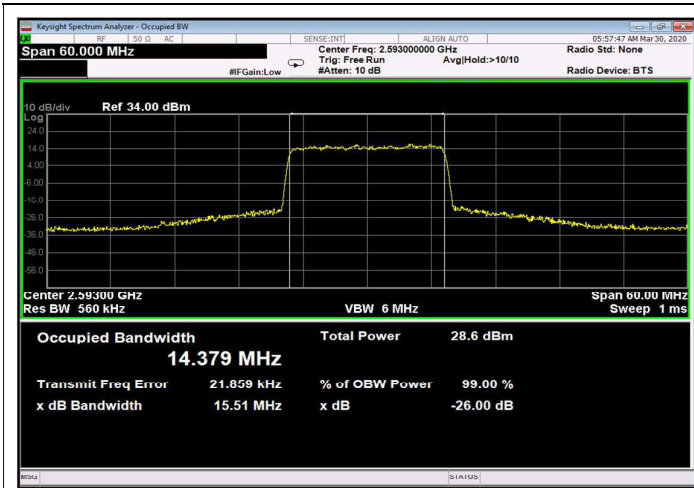 Keysight Spectrum Analyzer - Occupied BW
RF 50 Ω AC SENSE:INT ALIGN AUTO 05:57:47 AM Mar 30, 2020
Span 60.000 MHz Center Freq: 2.593000000 GHz Radio Std: None
Trig: Free Run Avg|Hold:>10/10
#IFGain:Low #Atten: 10 dB Radio Device: BTS
10 dB/div Ref 34.00 dBm
Log
24.0
14.0
4.00
-6.00
-16.0
-26.0
-36.0
-46.0
-56.0
Center 2.59300 GHz Span 60.00 MHz
Res BW 560 kHz VBW 6 MHz Sweep 1 ms
Occupied Bandwidth Total Power 28.6 dBm
14.379 MHz
Transmit Freq Error 21.859 kHz % of OBW Power 99.00 %
x dB Bandwidth 15.51 MHz x dB -26.00 dB
MSG STATUS